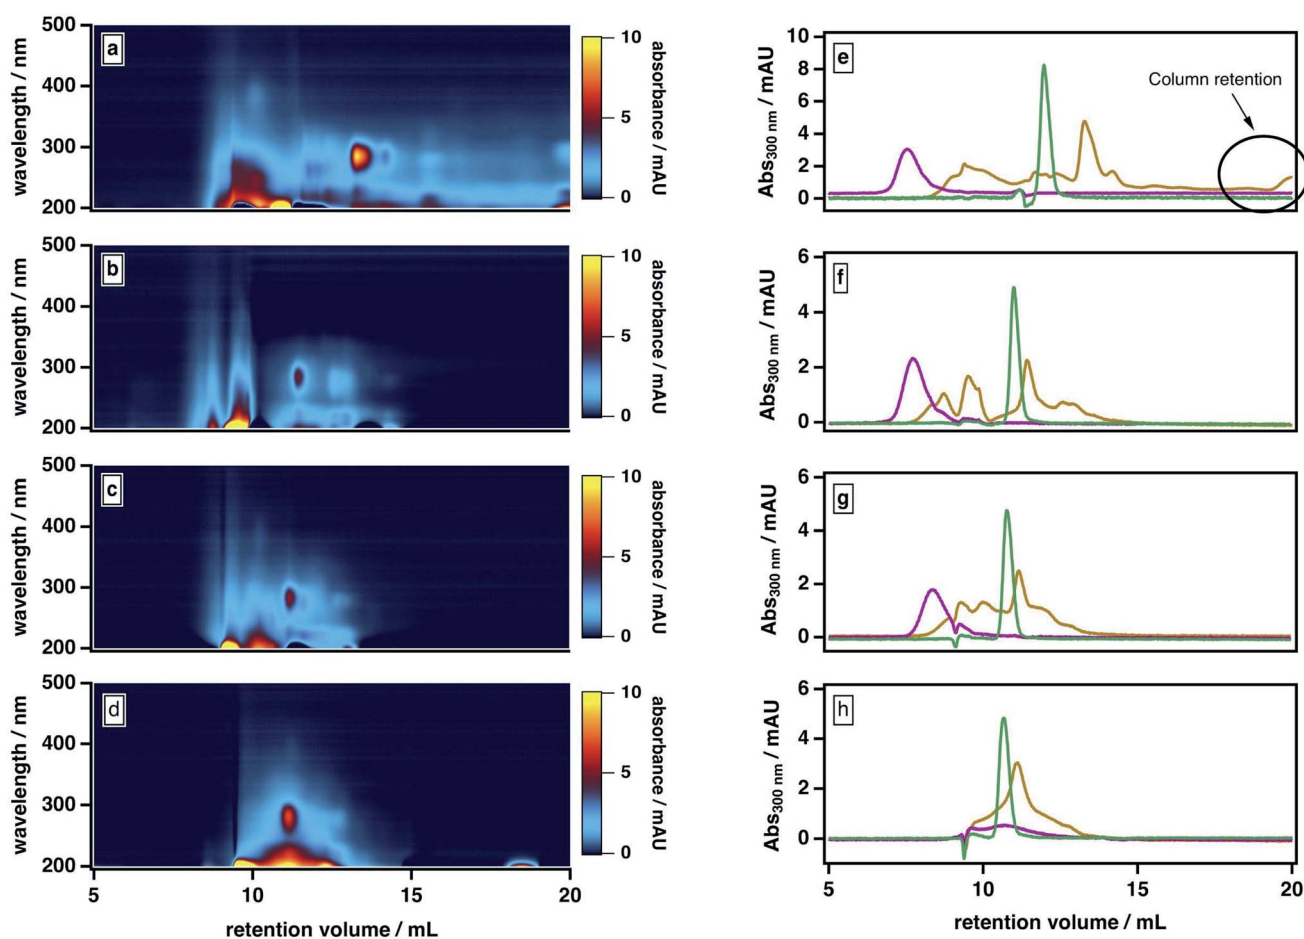 500
400
300
200
wavelength / nm
a
10
5
0
absorbance / mAU
10
8
6
4
2
0
Abs300 nm / mAU
e
Column retention
500
400
300
200
wavelength / nm
b
10
5
0
absorbance / mAU
6
4
2
0
Abs300 nm / mAU
f
500
400
300
200
wavelength / nm
c
10
5
0
absorbance / mAU
6
4
2
0
Abs300 nm / mAU
g
500
400
300
200
wavelength / nm
d
10
5
0
absorbance / mAU
6
4
2
0
Abs300 nm / mAU
h
5 10 15 20
retention volume / mL
5 10 15 20
retention volume / mL